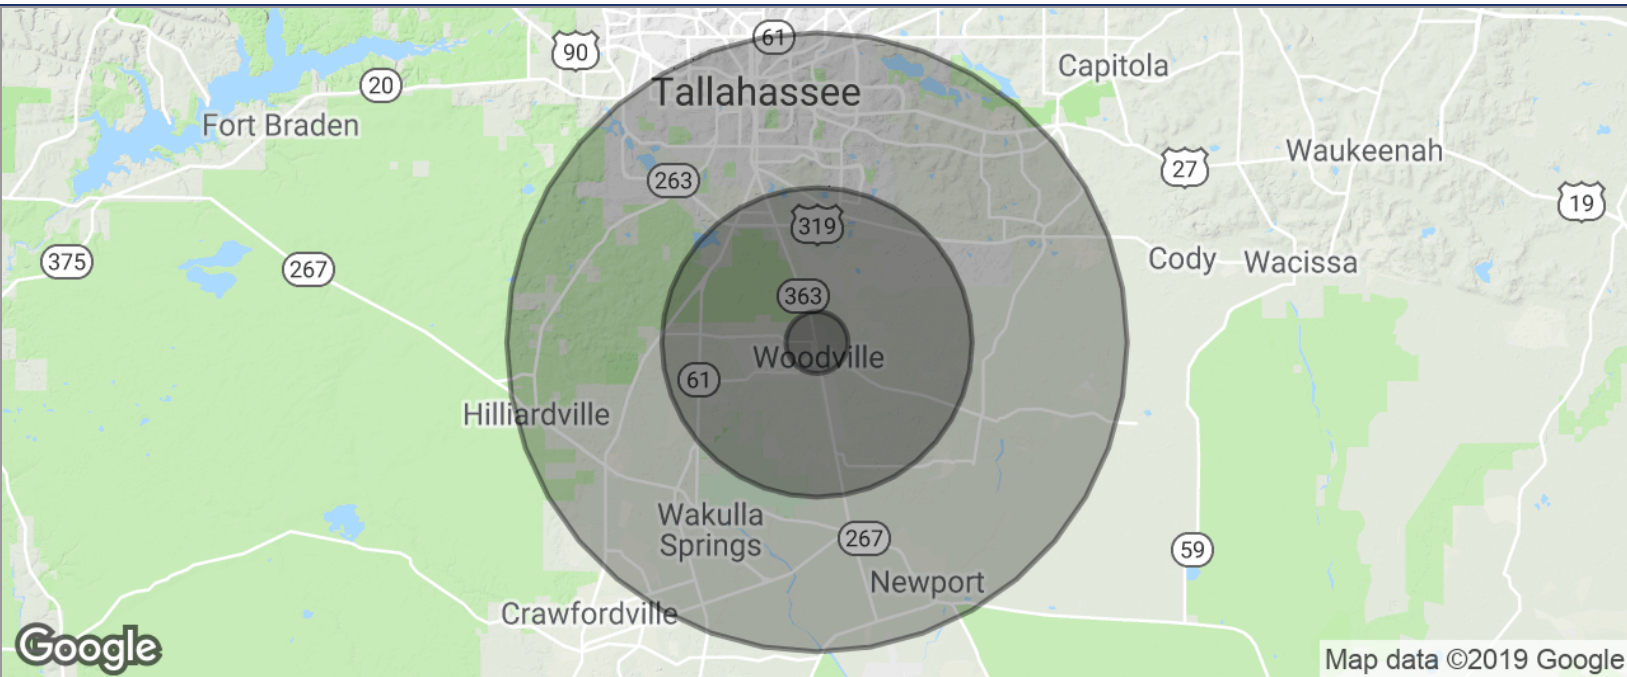 61
90
Capitola
20
Tallahassee
Fort Braden
Waukeenah
27
263
19
319
375
267
Cody
Wacissa
363
Woodville
61
Hilliardville
Wakulla
Springs
267
59
Newport
Crawfordville
Google
Map data ©2019 Google